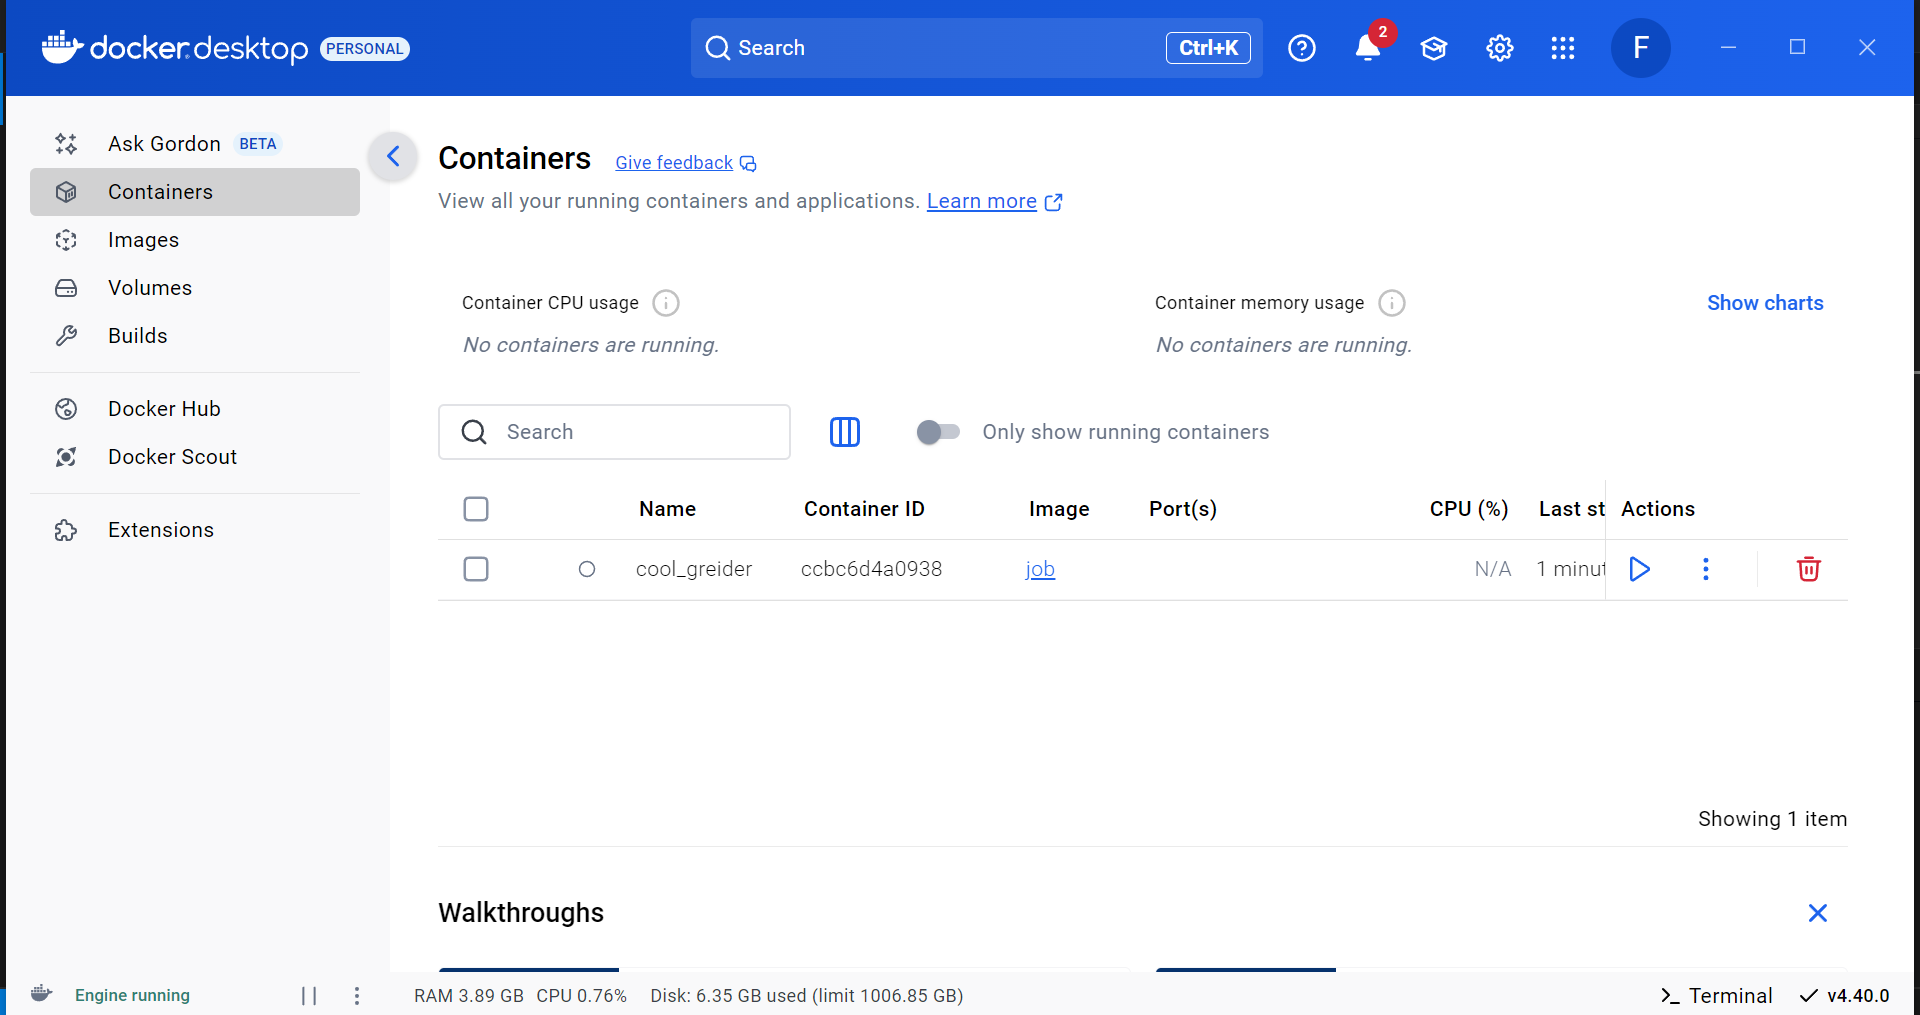 docker desktop PERSONAL
Search Ctrl+K
2
F
Ask Gordon BETA
Containers
Images
Volumes
Builds
Docker Hub
Docker Scout
Extensions
Containers Give feedback
View all your running containers and applications. Learn more
Container CPU usage
No containers are running.
Container memory usage
No containers are running.
Show charts
Search
Only show running containers
Name Container ID Image Port(s) CPU (%) Last st Actions
cool_greider ccbc6d4a0938 job N/A 1 minut
Showing 1 item
Walkthroughs
Engine running
RAM 3.89 GB CPU 0.76% Disk: 6.35 GB used (limit 1006.85 GB)
>_ Terminal
v4.40.0